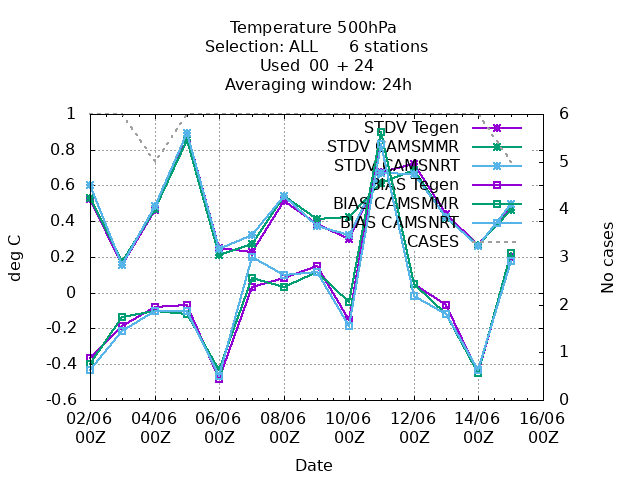 Temperature 500hPa
Selection: ALL      6 stations
Used  00 + 24
Averaging window: 24h
1
0.8
0.6
0.4
0.2
0
-0.2
-0.4
-0.6
deg C
6
5
4
3
2
1
0
No cases
STDV Tegen
STDV CAMSMMR
STDV CAMSNRT
BIAS Tegen
BIAS CAMSMMR
BIAS CAMSNRT
CASES
02/06 04/06 06/06 08/06 10/06 12/06 14/06 16/06
00Z 00Z 00Z 00Z 00Z 00Z 00Z 00Z
Date